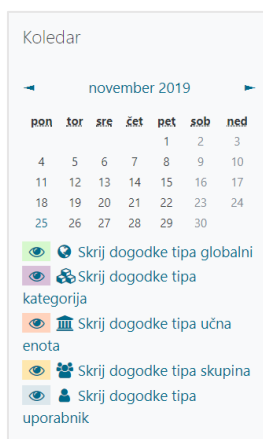 Koledar
◄ november 2019 ►
pon tor sre čet pet sob ned
1 2 3
4 5 6 7 8 9 10
11 12 13 14 15 16 17
18 19 20 21 22 23 24
25 26 27 28 29 30
Skrij dogodke tipa globalni
Skrij dogodke tipa
kategorija
Skrij dogodke tipa učna
enota
Skrij dogodke tipa skupina
Skrij dogodke tipa
uporabnik